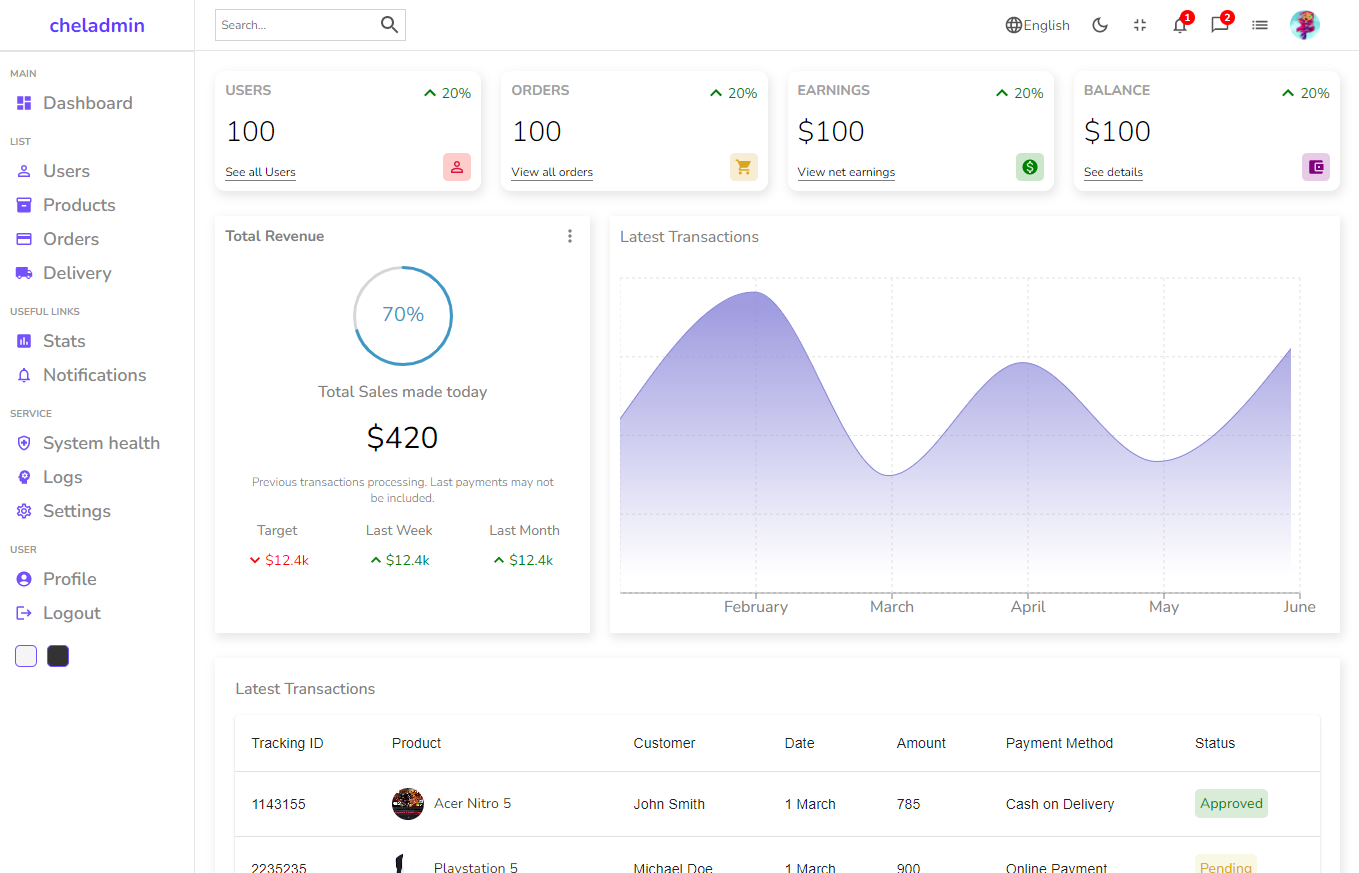 cheladmin
Search...
English
1
2
MAIN
Dashboard
LIST
Users
Products
Orders
Delivery
USEFUL LINKS
Stats
Notifications
SERVICE
System health
Logs
Settings
USER
Profile
Logout
USERS
20%
100
See all Users
ORDERS
20%
100
View all orders
EARNINGS
20%
$100
View net earnings
BALANCE
20%
$100
See details
Total Revenue
70%
Total Sales made today
$420
Previous transactions processing. Last payments may not
be included.
Target Last Week Last Month
$12.4k $12.4k $12.4k
Latest Transactions
February March April May June
Latest Transactions
Tracking ID Product Customer Date Amount Payment Method Status
1143155 Acer Nitro 5 John Smith 1 March 785 Cash on Delivery Approved
2235235 Playstation 5 Michael Doe 1 March 900 Online Payment Pending